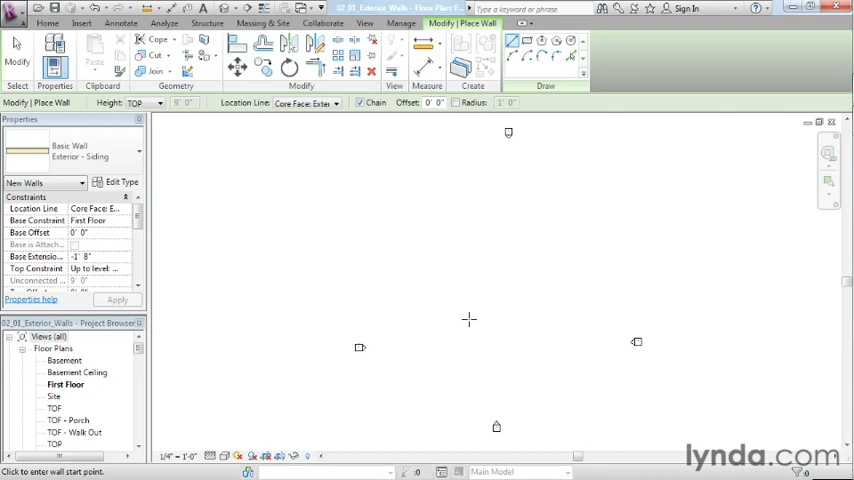 02_01_Exterior_Walls - Floor Plan: F...
Type a keyword or phrase
Sign In
Home
Insert
Annotate
Analyze
Structure
Massing & Site
Collaborate
View
Manage
Modify | Place Wall
Modify
Properties
Paste
Cope
Cut
Join
Select
Properties
Clipboard
Geometry
Modify
View
Measure
Create
Draw
Modify | Place Wall
Height: TOP
9' 0"
Location Line: Core Face: Exter
Chain
Offset: 0' 0"
Radius: 1' 0"
Properties
Basic Wall
Exterior - Siding
New Walls
Edit Type
Constraints
Location Line Core Face: E...
Base Constraint First Floor
Base Offset 0' 0"
Base is Attach...
Base Extensio... -1' 8"
Top Constraint Up to level: ...
Unconnected ... 9' 0"
Properties help
Apply
02_01_Exterior_Walls - Project Browser
Views (all)
Floor Plans
Basement
Basement Ceiling
First Floor
Site
TOF
TOF - Porch
TOF - Walk Out
TOP
1/4" = 1'-0"
Click to enter wall start point.
:0
Main Model
:0
lynda.com